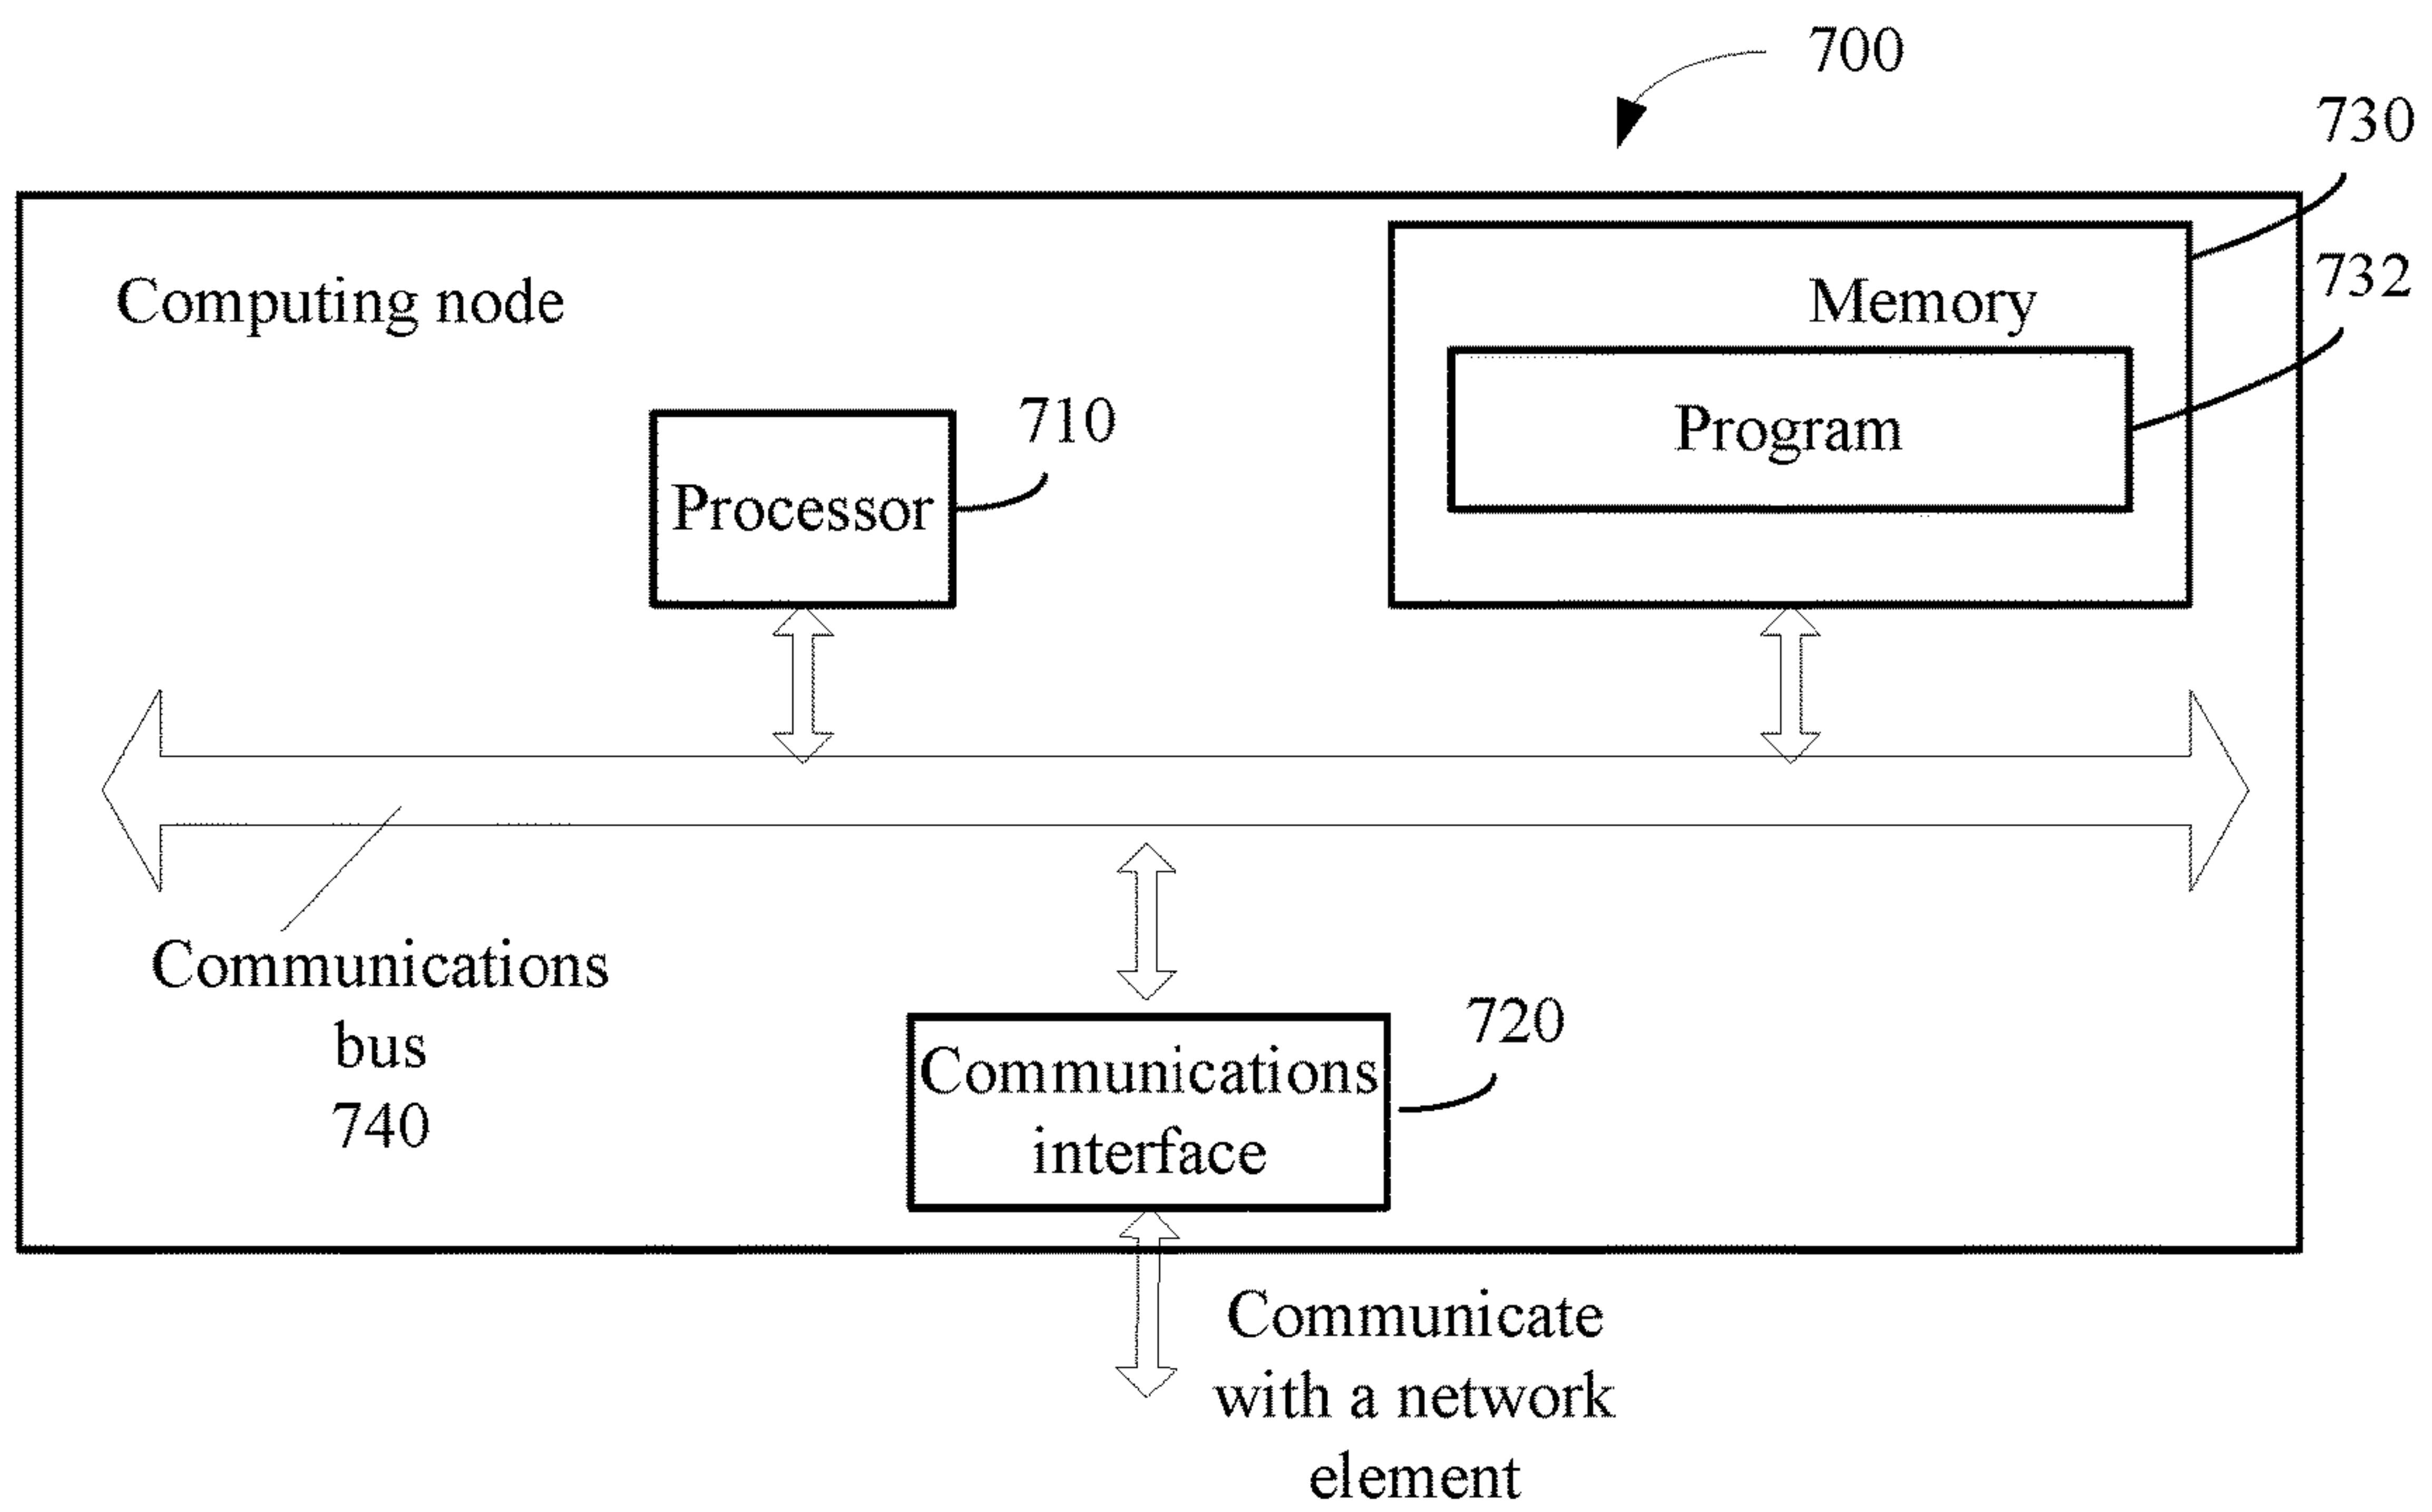 700
730
Computing node
Memory
732
710
Program
Processor
Communications
bus
740
720
Communications
interface
Communicate
with a network
element